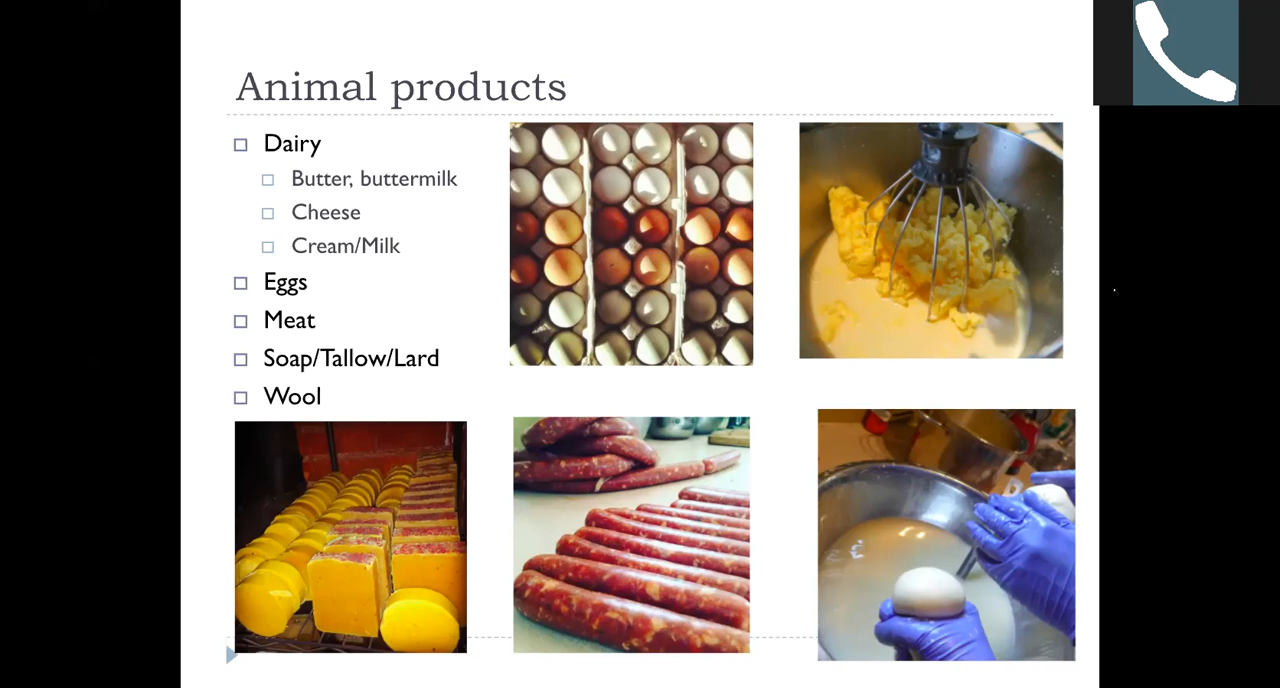 Animal products
Dairy
Butter, buttermilk
Cheese
Cream/Milk
Eggs
Meat
Soap/Tallow/Lard
Wool